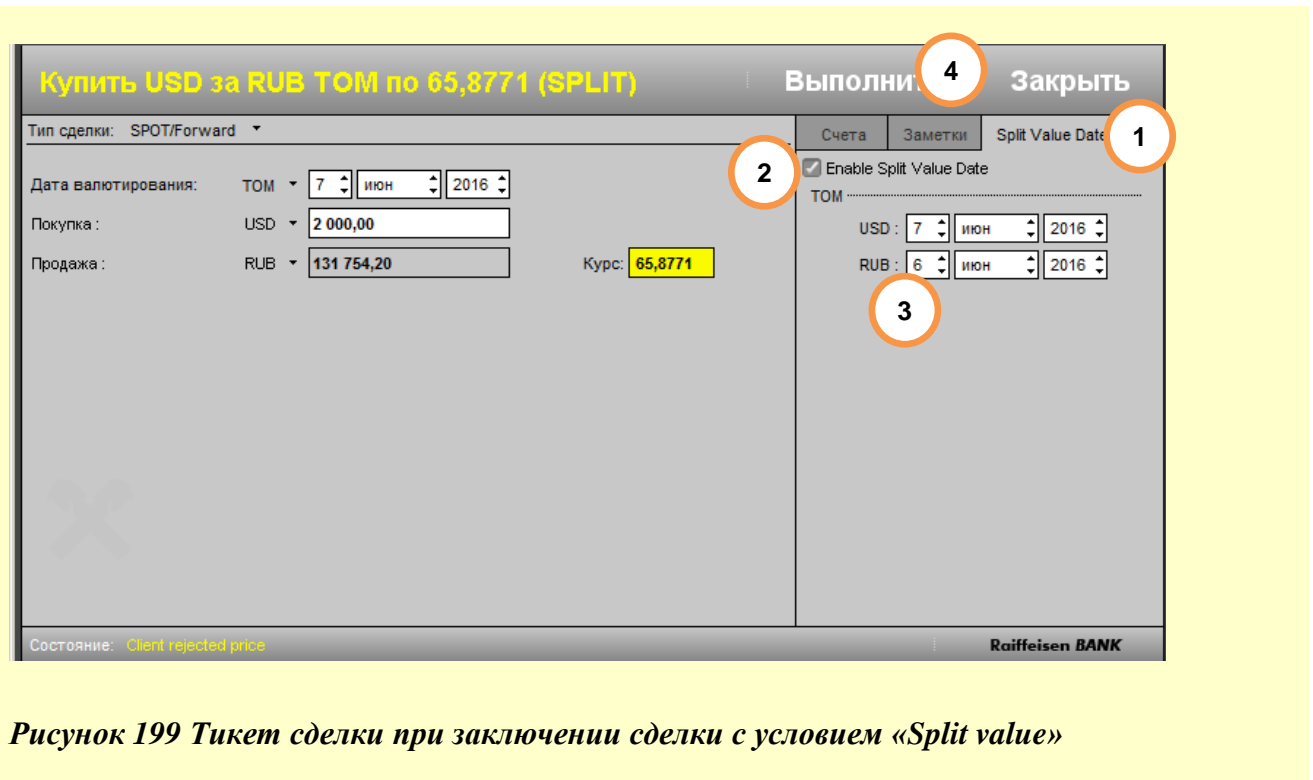 Купить USD за RUB TOM по 65,8771 (SPLIT) Выполнит 4 Закрыть
Тип сделки: SPOT/Forward Счета Заметки Split Value Date 1
2 Enable Split Value Date
TOM
Дата валютирования: TOM 7 июн 2016
Покупка : USD 2 000,00 USD : 7 июн 2016
Продажа : RUB 131 754,20 Курс: 65,8771 RUB : 6 июн 2016
3
Состояние: Client rejected price Raiffeisen BANK
Рисунок 199 Тикет сделки при заключении сделки с условием «Split value»